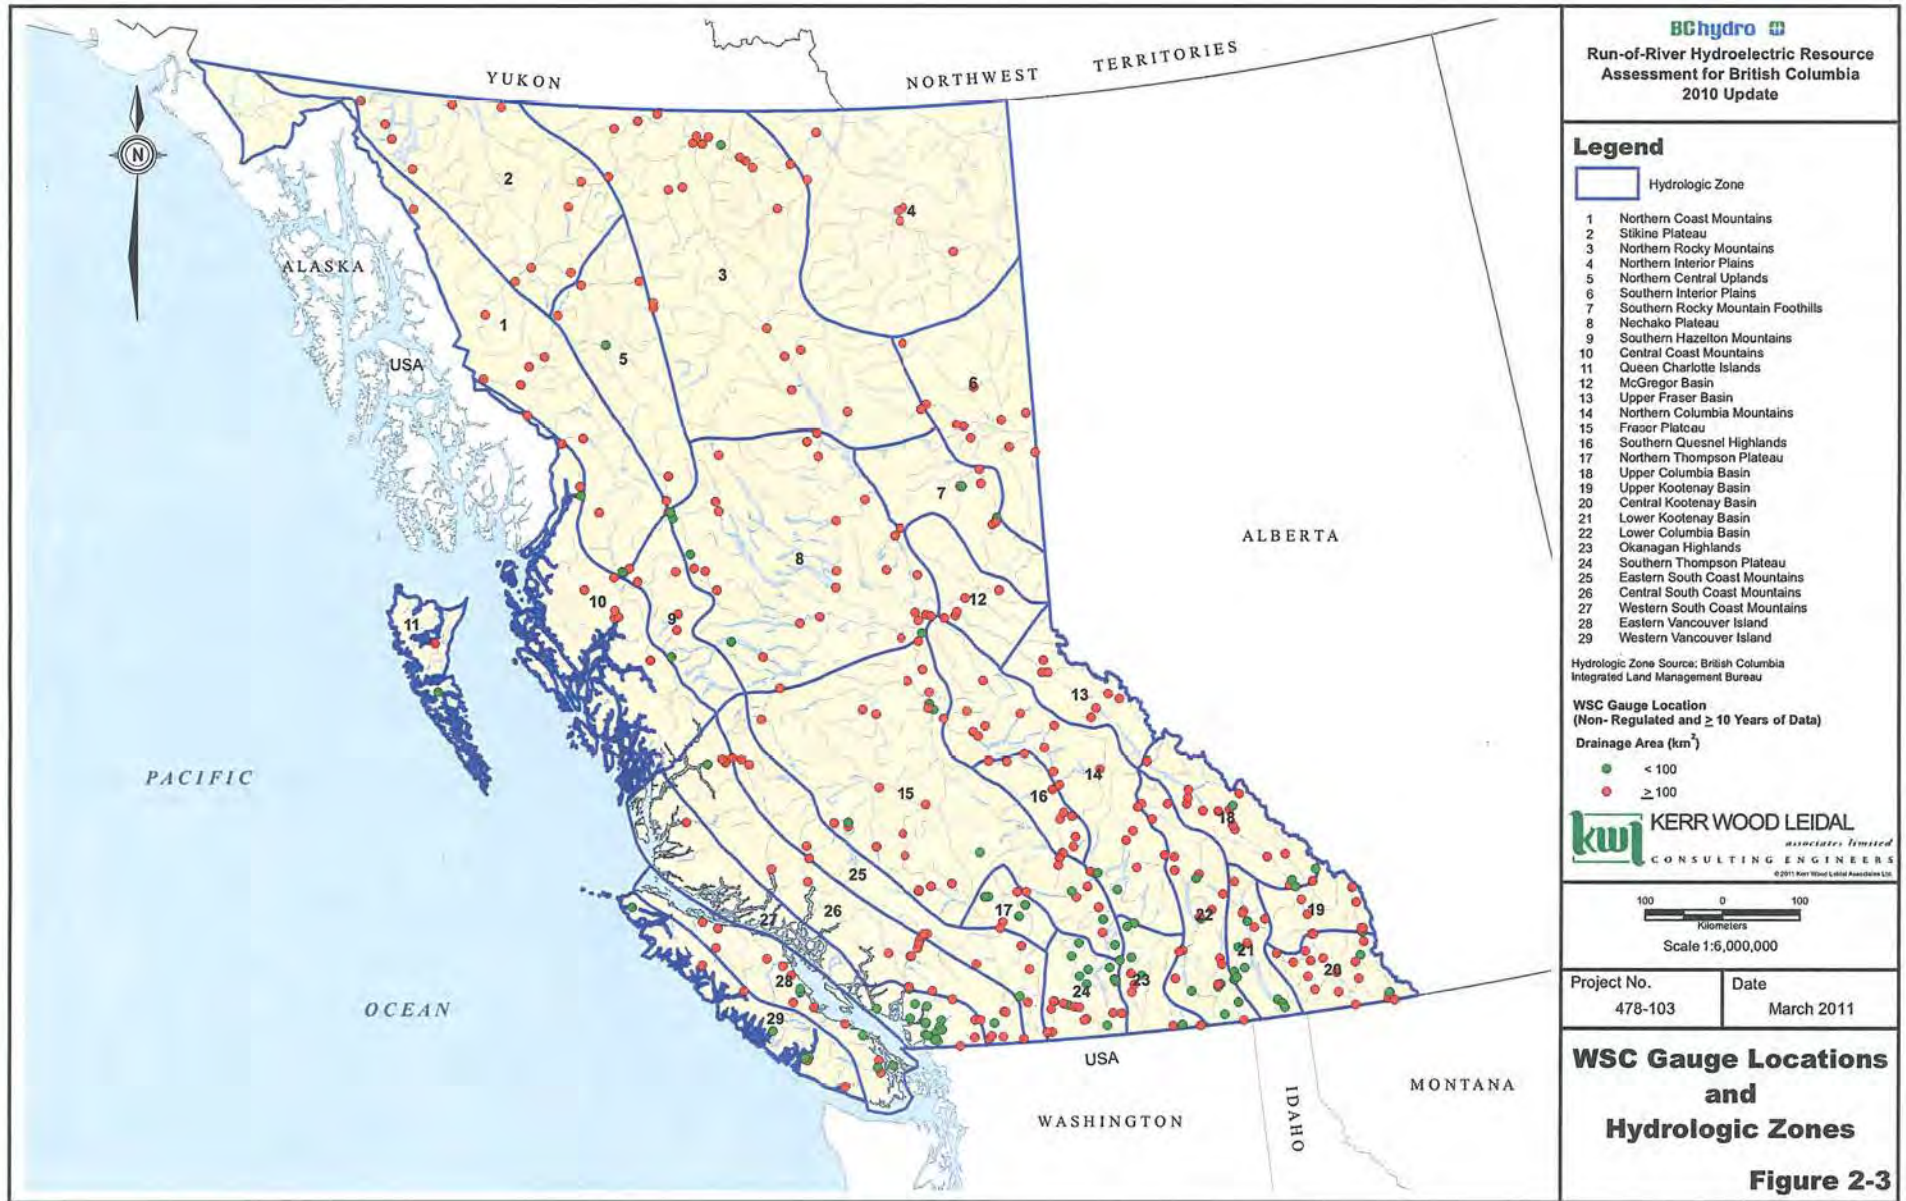 YUKON
NORTHWEST TERRITORIES
N
ALASKA
USA
PACIFIC
OCEAN
ALBERTA
USA
WASHINGTON
IDAHO
MONTANA
1
2
3
4
5
6
7
8
9
10
11
12
13
14
15
16
17
18
19
20
21
22
23
24
25
26
27
28
29
BChydro
Run-of-River Hydroelectric Resource
Assessment for British Columbia
2010 Update
Legend
Hydrologic Zone
1 Northern Coast Mountains
2 Stikine Plateau
3 Northern Rocky Mountains
4 Northern Interior Plains
5 Northern Central Uplands
6 Southern Interior Plains
7 Southern Rocky Mountain Foothills
8 Nechako Plateau
9 Southern Hazelton Mountains
10 Central Coast Mountains
11 Queen Charlotte Islands
12 McGregor Basin
13 Upper Fraser Basin
14 Northern Columbia Mountains
15 Fraser Plateau
16 Southern Quesnel Highlands
17 Northern Thompson Plateau
18 Upper Columbia Basin
19 Upper Kootenay Basin
20 Central Kootenay Basin
21 Lower Kootenay Basin
22 Lower Columbia Basin
23 Okanagan Highlands
24 Southern Thompson Plateau
25 Eastern South Coast Mountains
26 Central South Coast Mountains
27 Western South Coast Mountains
28 Eastern Vancouver Island
29 Western Vancouver Island
Hydrologic Zone Source: British Columbia
Integrated Land Management Bureau
WSC Gauge Location
(Non- Regulated and ≥ 10 Years of Data)
Drainage Area (km²)
< 100
≥ 100
kwl KERR WOOD LEIDAL
associates limited
CONSULTING ENGINEERS
© 2011 Kerr Wood Leidal Associates Ltd.
100 0 100
Kilometers
Scale 1:6,000,000
Project No.
478-103
Date
March 2011
WSC Gauge Locations
and
Hydrologic Zones
Figure 2-3